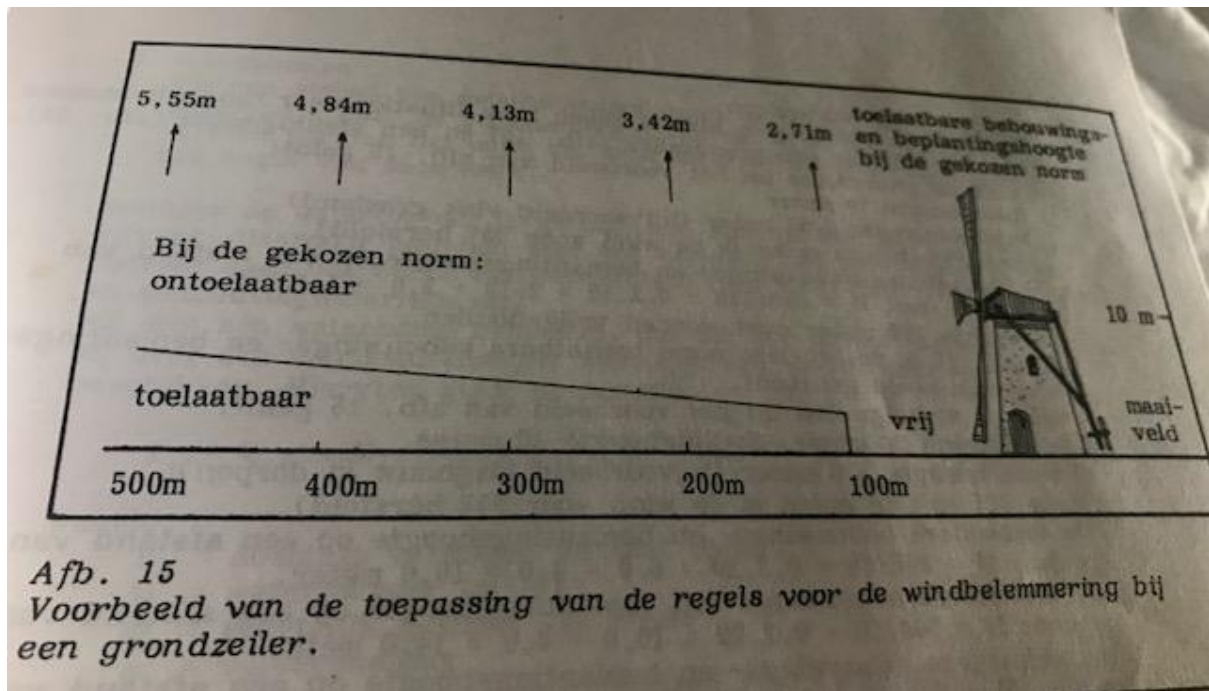 5,55m 4,84m 4,13m 3,42m 2,71m
toelaatbare bebouwings-
en beplantingshoogte
bij de gekozen norm
Bij de gekozen norm:
ontoelaatbaar
10 m
toelaatbaar
vrij
maai-
veld
500m 400m 300m 200m 100m
Afb. 15
Voorbeeld van de toepassing van de regels voor de windbelemmering bij
een grondzeiler.